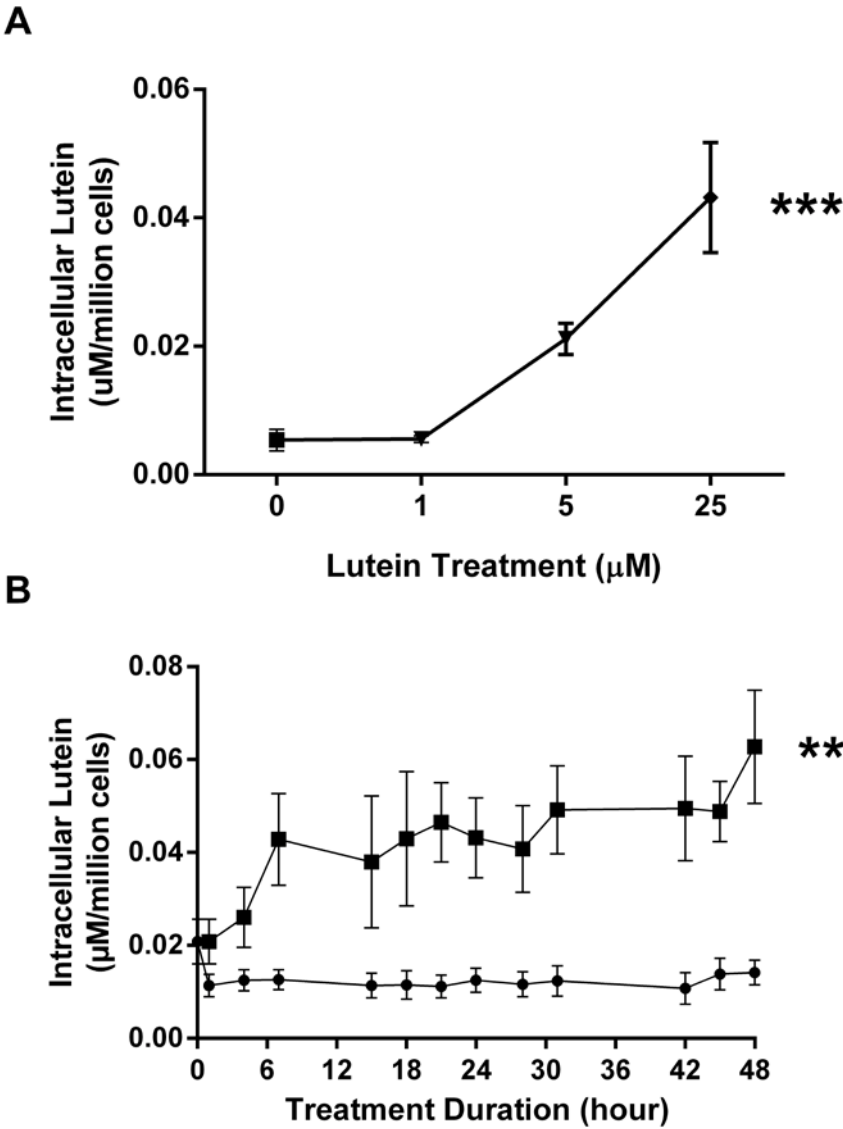 A
0.06
0.04
0.02
0.00
Intracellular Lutein
(uM/million cells)
***
0 1 5 25
Lutein Treatment (μM)
B
0.08
0.06
0.04
0.02
0.00
Intracellular Lutein
(μM/million cells)
**
0 6 12 18 24 30 36 42 48
Treatment Duration (hour)